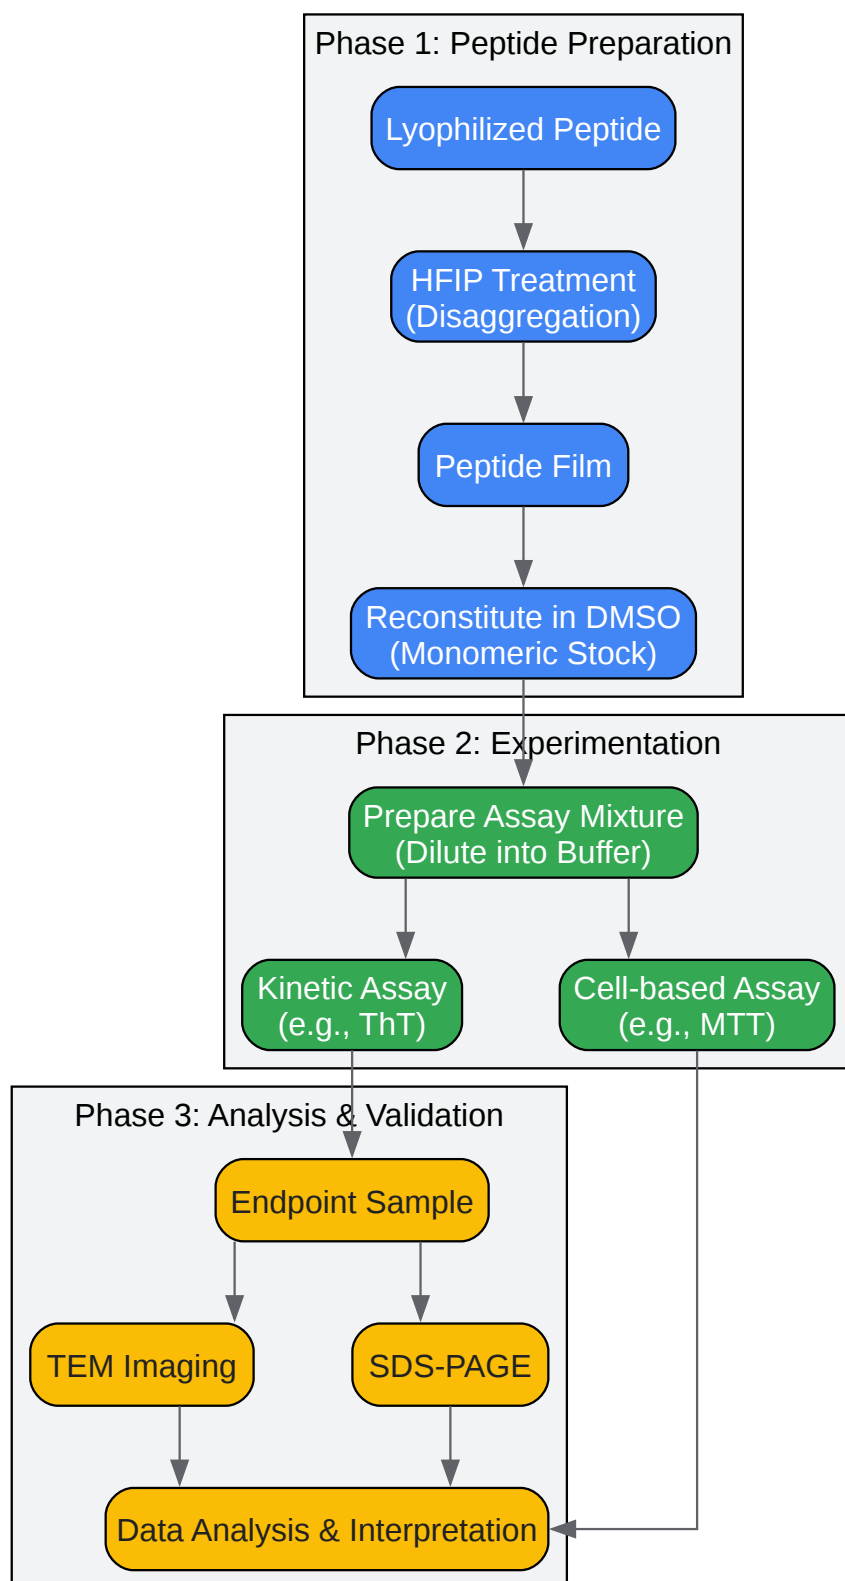 Phase 1: Peptide Preparation
Lyophilized Peptide
HFIP Treatment
(Disaggregation)
Peptide Film
Reconstitute in DMSO
(Monomeric Stock)
Phase 2: Experimentation
Prepare Assay Mixture
(Dilute into Buffer)
Kinetic Assay
(e.g., ThT)
Cell-based Assay
(e.g., MTT)
Phase 3: Analysis & Validation
Endpoint Sample
TEM Imaging
SDS-PAGE
Data Analysis & Interpretation